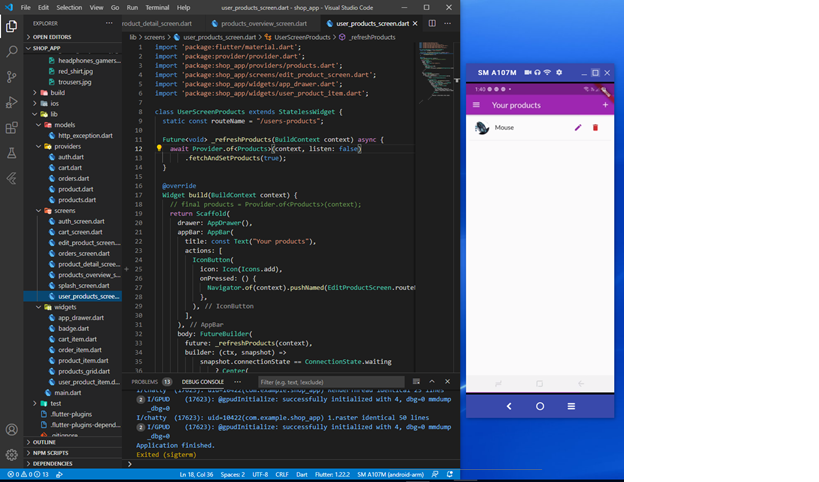 File Edit Selection View Go Run Terminal Help user_products_screen.dart - shop_app - Visual Studio Code
EXPLORER
OPEN EDITORS
SHOP_APP
headphones_gamers...
red_shirt.jpg
trousers.jpg
build
ios
lib
models
http_exception.dart
providers
auth.dart
cart.dart
orders.dart
product.dart
products.dart
screens
auth_screen.dart
cart_screen.dart
edit_product_screen....
orders_screen.dart
product_detail_scree...
products_overview_s...
splash_screen.dart
user_products_scree...
widgets
app_drawer.dart
badge.dart
cart_item.dart
order_item.dart
product_item.dart
products_grid.dart
user_product_item.d...
main.dart
test
.flutter-plugins
.flutter-plugins-depend...
.gitignore
OUTLINE
NPM SCRIPTS
DEPENDENCIES
roduct_detail_screen.dart products_overview_screen.dart user_products_screen.dart
lib > screens > user_products_screen.dart > UserScreenProducts > _refreshProducts
1 import 'package:flutter/material.dart';
2 import 'package:provider/provider.dart';
3 import 'package:shop_app/providers/products.dart';
4 import 'package:shop_app/screens/edit_product_screen.dart';
5 import 'package:shop_app/widgets/app_drawer.dart';
6 import 'package:shop_app/widgets/user_product_item.dart';
7
8 class UserScreenProducts extends StatelessWidget {
9 static const routeName = "/users-products";
10
11 Future<void> _refreshProducts(BuildContext context) async {
12 await Provider.of<Products>(context, listen: false)
13 .fetchAndSetProducts(true);
14 }
15
16 @override
17 Widget build(BuildContext context) {
18 // final products = Provider.of<Products>(context);
19 return Scaffold(
20 drawer: AppDrawer(),
21 appBar: AppBar(
22 title: const Text("Your products"),
23 actions: [
24 IconButton(
25 icon: Icon(Icons.add),
26 onPressed: () {
27 Navigator.of(context).pushNamed(EditProductScreen.route
28 },
29 ), // IconButton
30 ],
31 ), // AppBar
32 body: FutureBuilder(
33 future: _refreshProducts(context),
34 builder: (ctx, snapshot) =>
35 snapshot.connectionState == ConnectionState.waiting
36 ? Center(
PROBLEMS 13 DEBUG CONSOLE ... Filter (e.g. text, !exclude)
I/chatty (17623): uid=10422(com.example.shop_app) RenderThread identical 25 lines
2 I/GPUD (17623): @gpudInitialize: successfully initialized with 4, dbg=0 mmdump
_dbg=0
I/chatty (17623): uid=10422(com.example.shop_app) 1.raster identical 50 lines
2 I/GPUD (17623): @gpudInitialize: successfully initialized with 4, dbg=0 mmdump
_dbg=0
Application finished.
Exited (sigterm)
0 0 13 Ln 18, Col 36 Spaces: 2 UTF-8 CRLF Dart Flutter: 1.22.2 SM A107M (android-arm)
SM A107M
1:40
Your products
Mouse